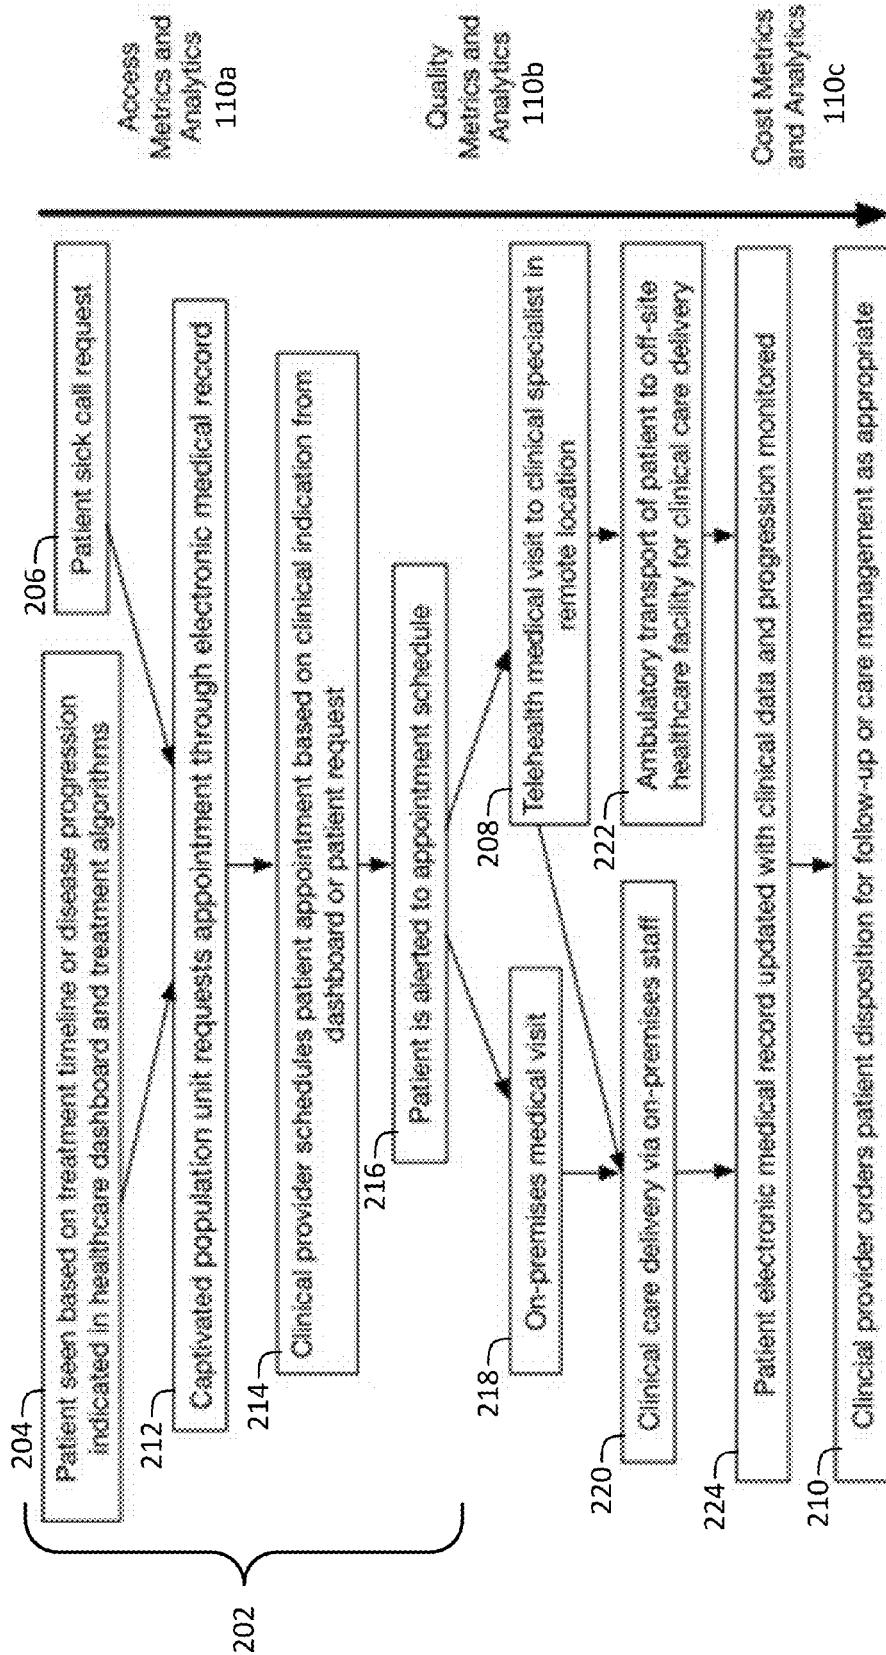 202
204
Patient seen based on treatment timeline or disease progression
indicated in healthcare dashboard and treatment algorithms
206
Patient sick call request
212
Captivated population unit requests appointment through electronic medical record
214
Clinical provider schedules patient appointment based on clinical indication from
dashboard or patient request
216
Patient is alerted to appointment schedule
218
On-premises medical visit
208
Telehealth medical visit to clinical specialist in
remote location
220
Clinical care delivery via on-premises staff
222
Ambulatory transport of patient to off-site
healthcare facility for clinical care delivery
224
Patient electronic medical record updated with clinical data and progression monitored
210
Clincial provider orders patient disposition for follow-up or care management as appropriate
Access
Metrics and
Analytics
110a
Quality
Metrics and
Analytics
110b
Cost Metrics
and Analytics
110c